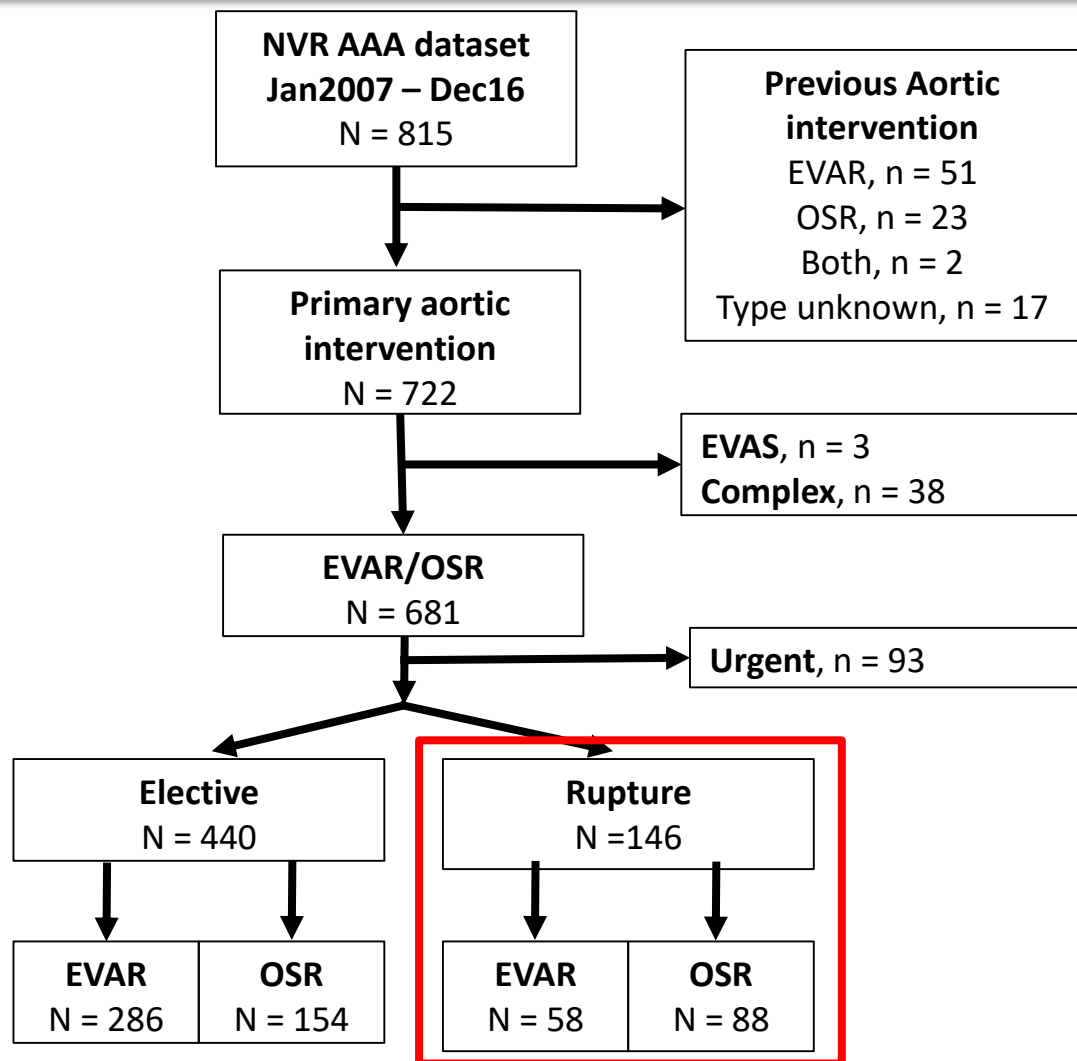 NVR AAA dataset
Jan2007 – Dec16
N = 815
Previous Aortic
intervention
EVAR, n = 51
OSR, n = 23
Both, n = 2
Type unknown, n = 17
Primary aortic
intervention
N = 722
EVAS, n = 3
Complex, n = 38
EVAR/OSR
N = 681
Urgent, n = 93
Elective
N = 440
Rupture
N =146
EVAR
N = 286
OSR
N = 154
EVAR
N = 58
OSR
N = 88